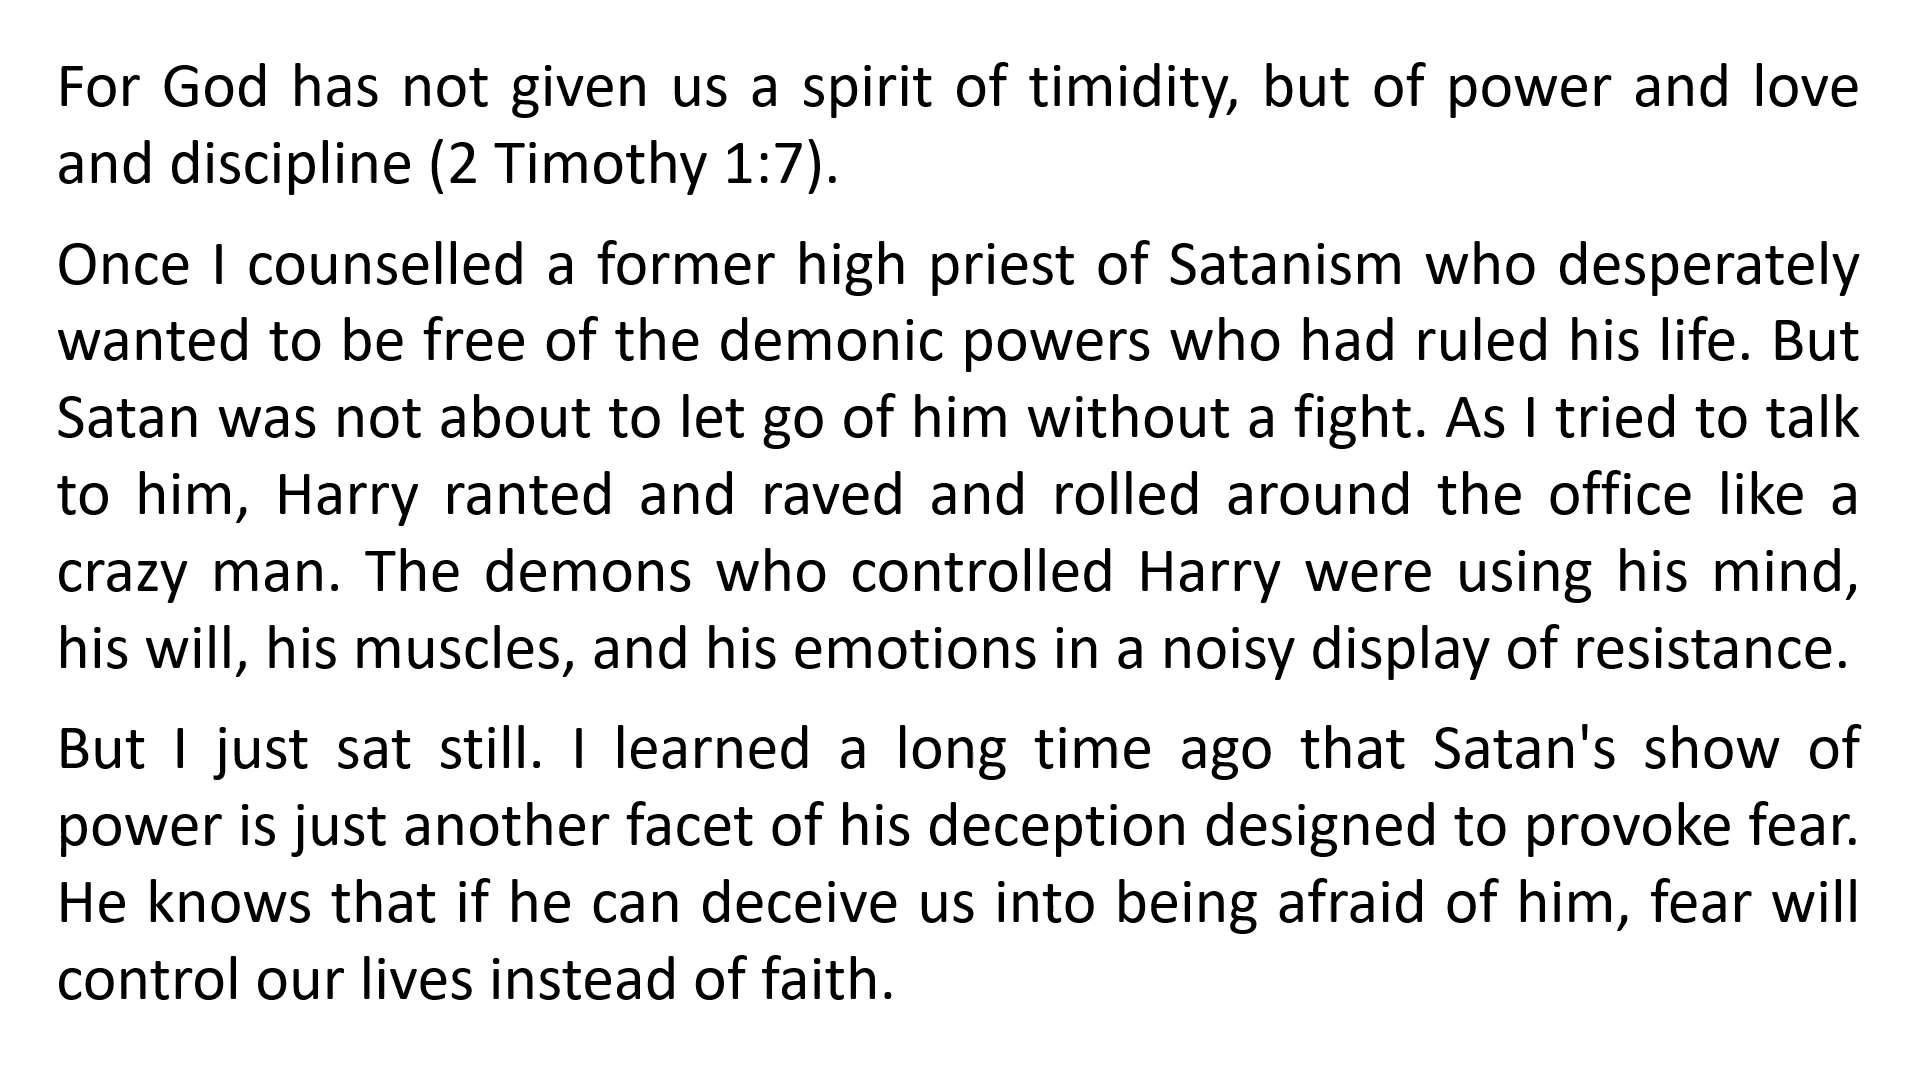 For God has not given us a spirit of timidity, but of power and love
and discipline (2 Timothy 1:7).
Once I counselled a former high priest of Satanism who desperately
wanted to be free of the demonic powers who had ruled his life. But
Satan was not about to let go of him without a fight. As I tried to talk
to him, Harry ranted and raved and rolled around the office like a
crazy man. The demons who controlled Harry were using his mind,
his will, his muscles, and his emotions in a noisy display of resistance.
But I just sat still. I learned a long time ago that Satan's show of
power is just another facet of his deception designed to provoke fear.
He knows that if he can deceive us into being afraid of him, fear will
control our lives instead of faith.